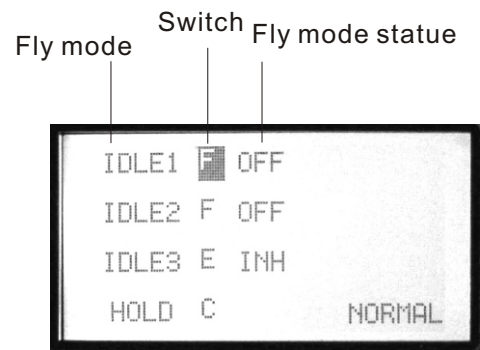 Switch
Fly mode
Fly mode statue
IDLE1 F OFF
IDLE2 F OFF
IDLE3 E INH
HOLD C NORMAL